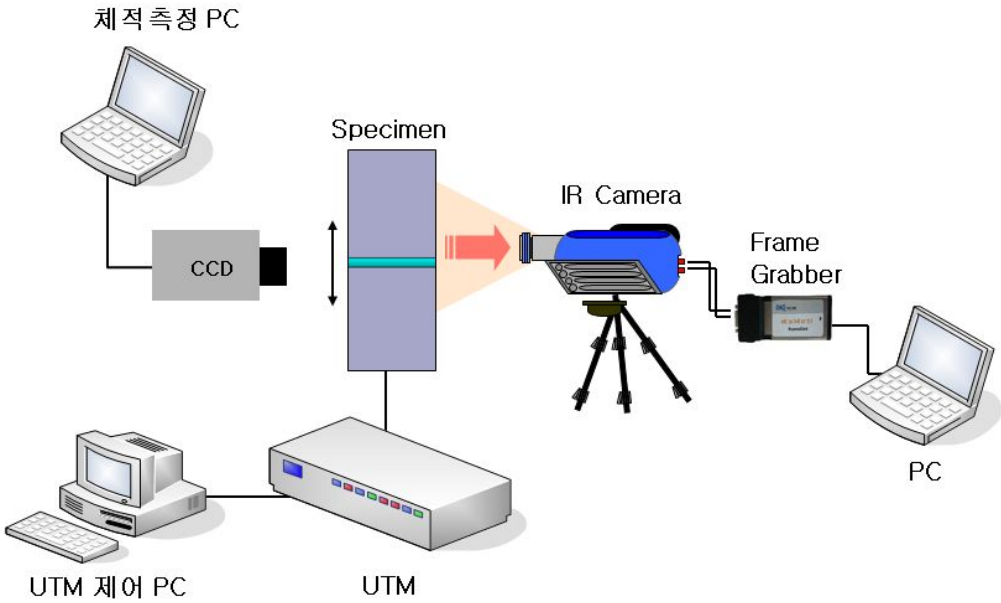 체적측정 PC
Specimen
IR Camera
Frame
Grabber
CCD
PC
UTM 제어 PC
UTM